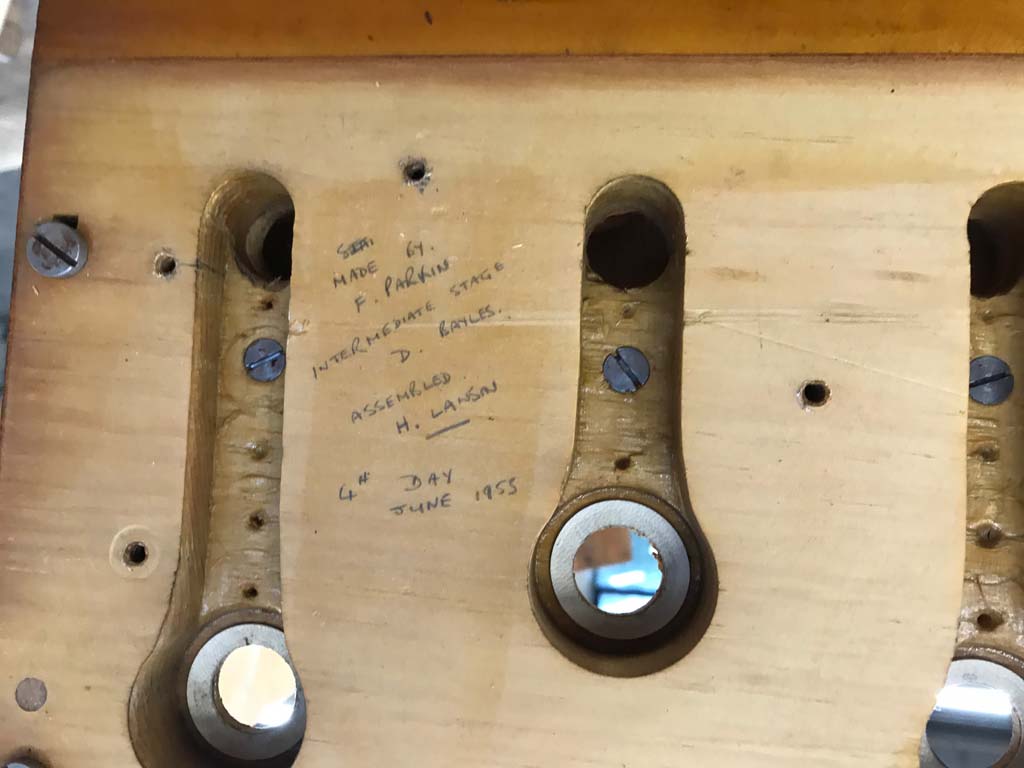 MADE BY.
F. PARKIN
INTERMEDIATE STAGE
D. BAYLES.
ASSEMBLED.
H. LAWSON
4th DAY
JUNE 1955